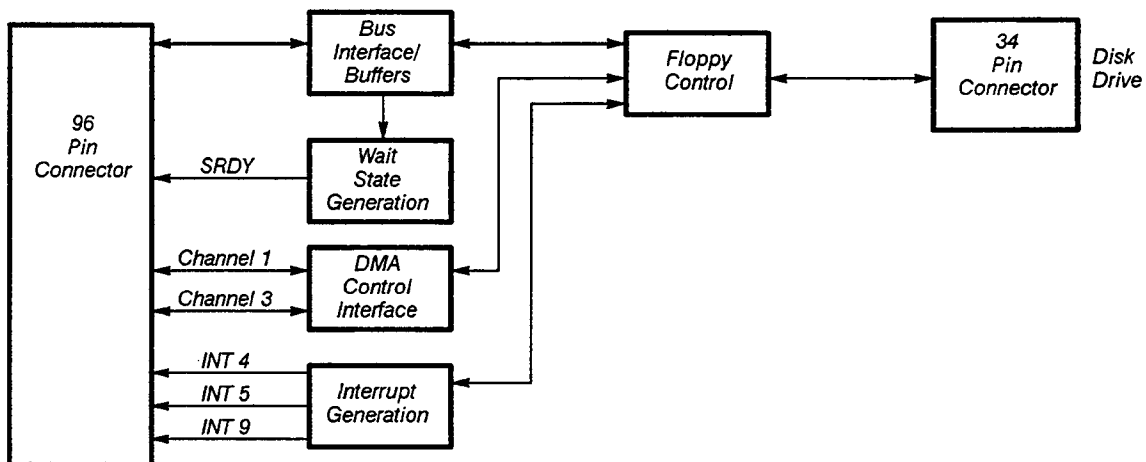 96
Pin
Connector
Bus
Interface/
Buffers
Floppy
Control
34
Pin
Connector
Disk
Drive
SRDY
Wait
State
Generation
Channel 1
Channel 3
DMA
Control
Interface
INT 4
INT 5
INT 9
Interrupt
Generation